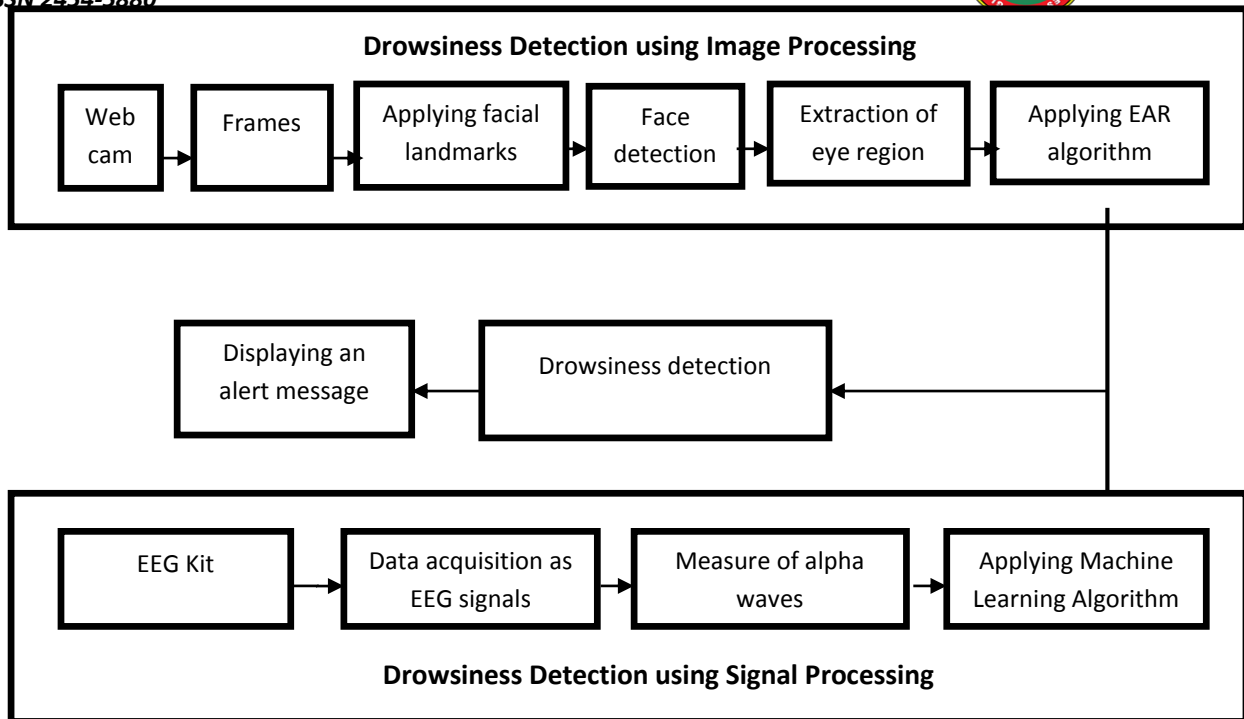 Drowsiness Detection using Image Processing
Web
cam
Frames
Applying facial
landmarks
Face
detection
Extraction of
eye region
Applying EAR
algorithm
Displaying an
alert message
Drowsiness detection
EEG Kit
Data acquisition as
EEG signals
Measure of alpha
waves
Applying Machine
Learning Algorithm
Drowsiness Detection using Signal Processing